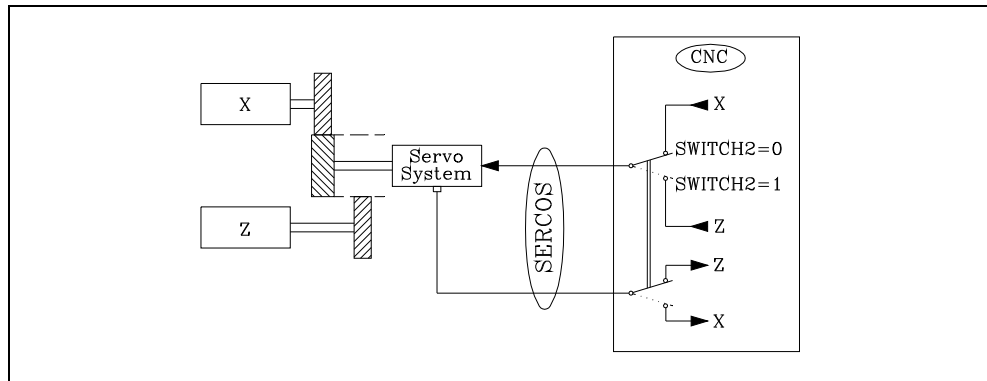 CNC
X
X
SWITCH2=0
Servo
System
SWITCH2=1
SERCOS
Z
Z
Z
X